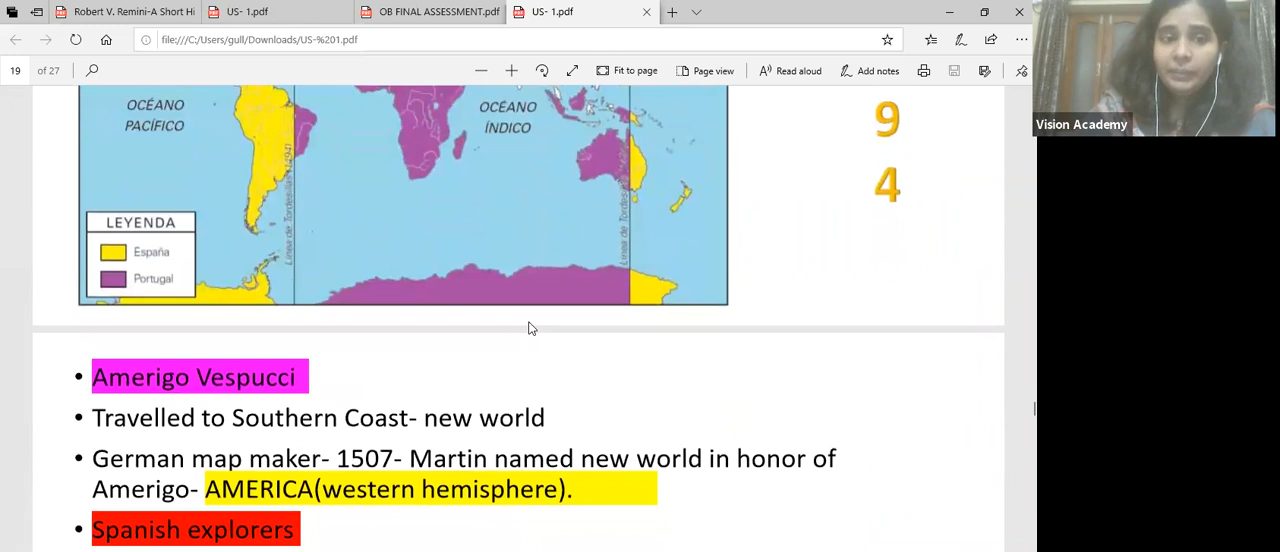 Robert V. Remini-A Short Hi
US- 1.pdf
OB FINAL ASSESSMENT.pdf
US- 1.pdf
file:///C:/Users/gull/Downloads/US-%201.pdf
19 of 27
Fit to page
Page view
Read aloud
Add notes
Vision Academy
OCÉANO
PACÍFICO
OCÉANO
ÍNDICO
9
4
LEYENDA
España
Portugal
Amerigo Vespucci
Travelled to Southern Coast- new world
German map maker- 1507- Martin named new world in honor of
Amerigo- AMERICA(western hemisphere).
Spanish explorers